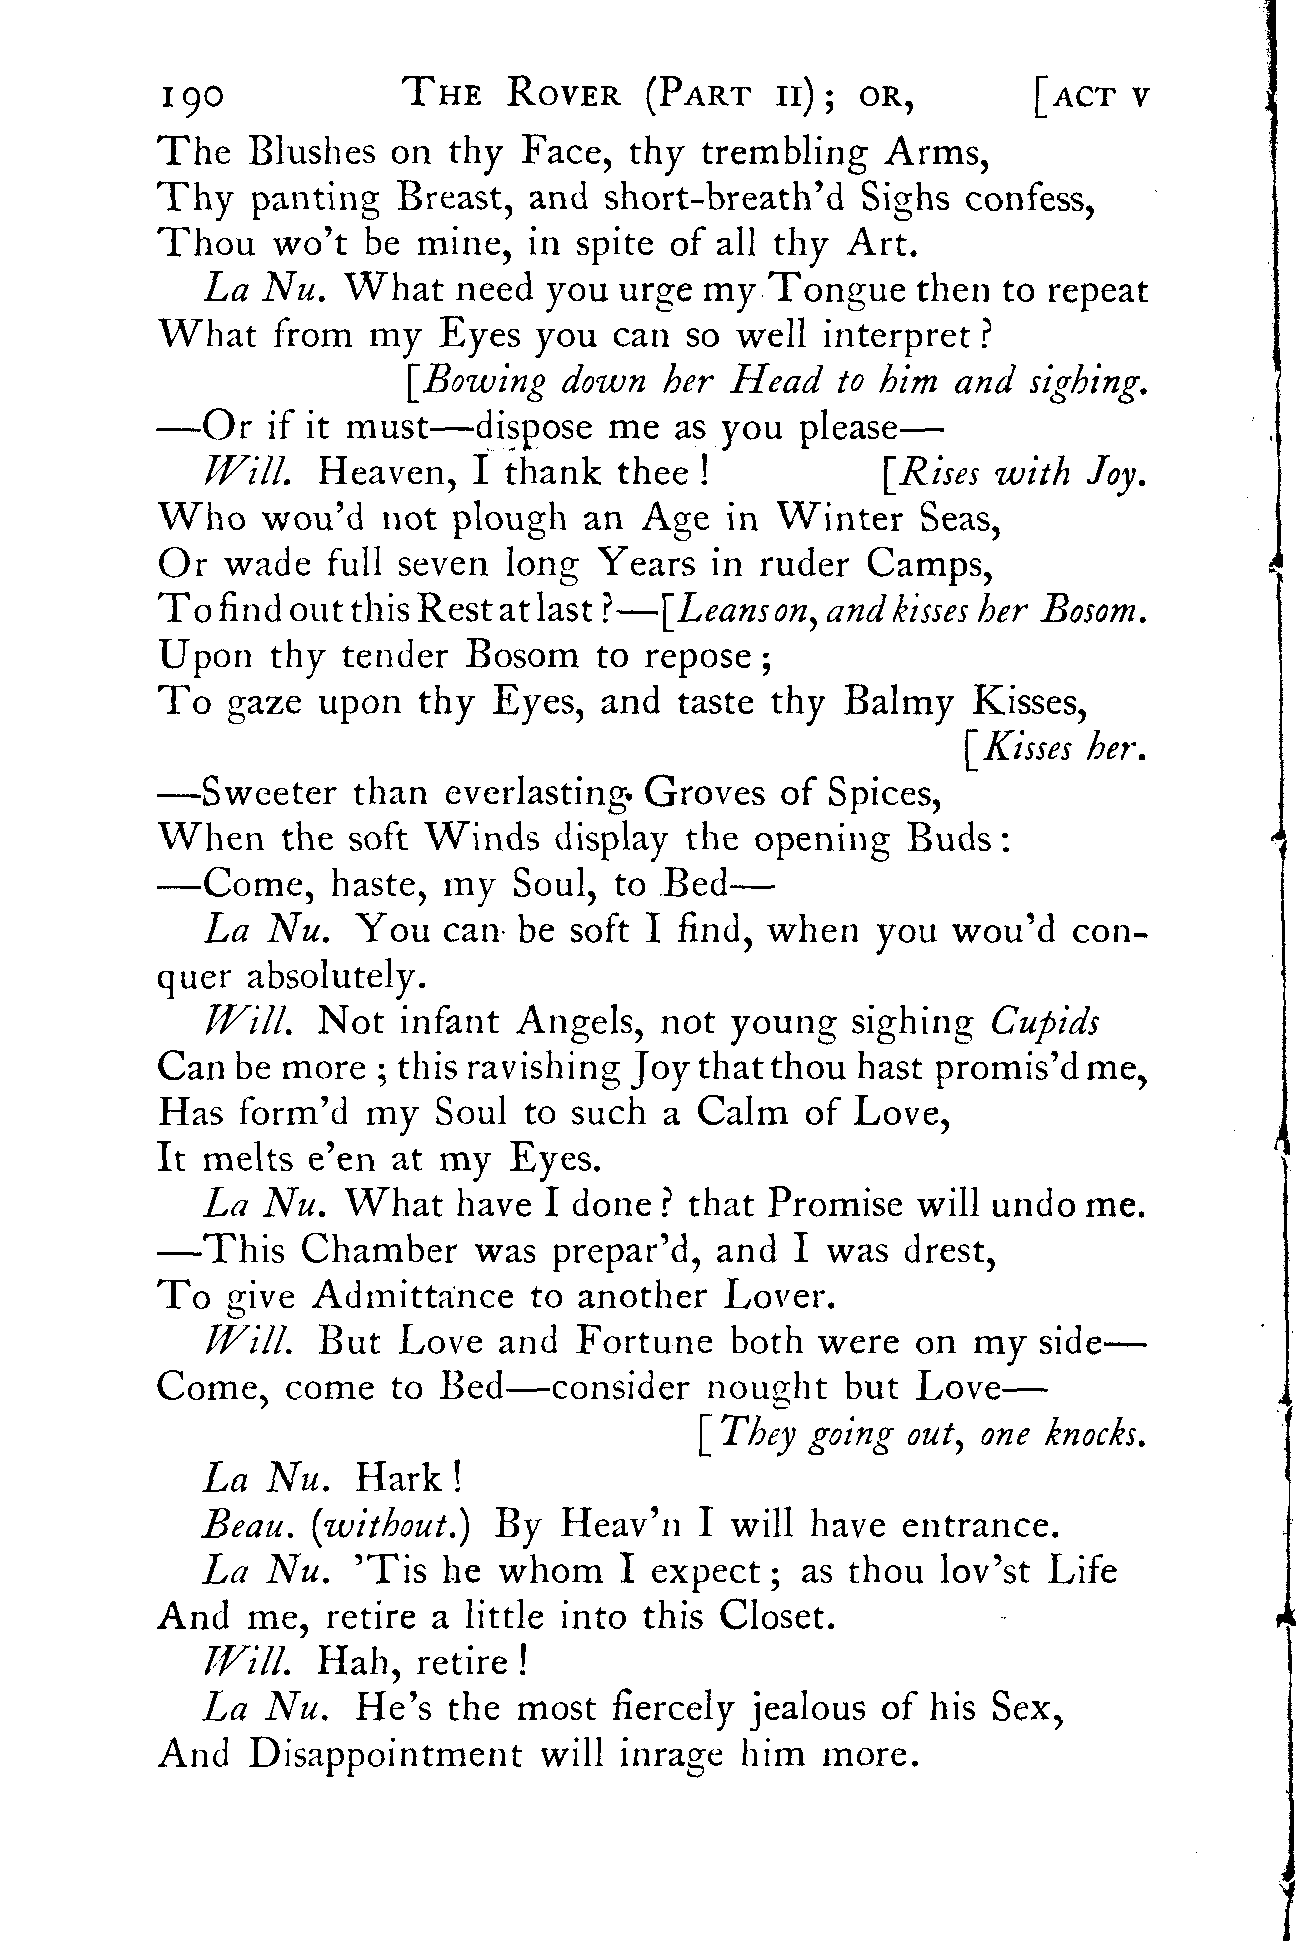 190 THE ROVER (PART II); OR, [ACT V
The Blushes on thy Face, thy trembling Arms,
Thy panting Breast, and short-breath'd Sighs confess,
Thou wo't be mine, in spite of all thy Art.
La Nu. What need you urge my Tongue then to repeat
What from my Eyes you can so well interpret?
[Bowing down her Head to him and sighing.
—Or if it must—dispose me as you please—
Will. Heaven, I thank thee! [Rises with Joy.
Who wou'd not plough an Age in Winter Seas,
Or wade full seven long Years in ruder Camps,
To find out this Rest at last?—[Leans on, and kisses her Bosom.
Upon thy tender Bosom to repose;
To gaze upon thy Eyes, and taste thy Balmy Kisses,
[Kisses her.
—Sweeter than everlasting Groves of Spices,
When the soft Winds display the opening Buds:
—Come, haste, my Soul, to Bed—
La Nu. You can be soft I find, when you wou'd con-
quer absolutely.
Will. Not infant Angels, not young sighing Cupids
Can be more; this ravishing Joy that thou hast promis'd me,
Has form'd my Soul to such a Calm of Love,
It melts e'en at my Eyes.
La Nu. What have I done? that Promise will undo me.
—This Chamber was prepar'd, and I was drest,
To give Admittance to another Lover.
Will. But Love and Fortune both were on my side—
Come, come to Bed—consider nought but Love—
[They going out, one knocks.
La Nu. Hark!
Beau. (without.) By Heav'n I will have entrance.
La Nu. 'Tis he whom I expect; as thou lov'st Life
And me, retire a little into this Closet.
Will. Hah, retire!
La Nu. He's the most fiercely jealous of his Sex,
And Disappointment will inrage him more.